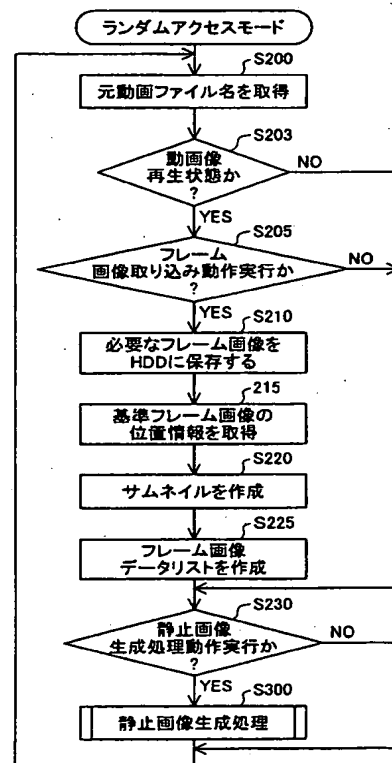 ランダムアクセスモード
S200
元動画ファイル名を取得
S203
動画像
再生状態か
?
NO
YES
S205
フレーム
画像取り込み動作実行か
?
NO
YES
S210
必要なフレーム画像を
HDDに保存する
215
基準フレーム画像の
位置情報を取得
S220
サムネイルを作成
S225
フレーム画像
データリストを作成
S230
静止画像
生成処理動作実行か
?
NO
YES
S300
静止画像生成処理